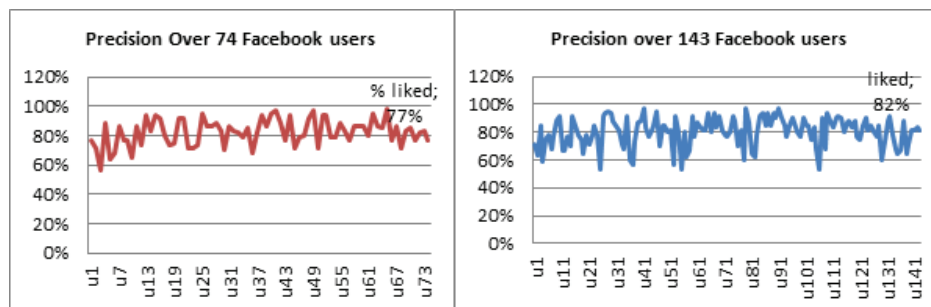 Precision Over 74 Facebook users
120%
100%
80%
60%
40%
20%
0%
% liked;
77%
u1
u7
u13
u19
u25
u31
u37
u43
u49
u55
u61
u67
u73
Precision over 143 Facebook users
120%
100%
80%
60%
40%
20%
0%
liked;
82%
u1
u11
u21
u31
u41
u51
u61
u71
u81
u91
u101
u111
u121
u131
u141